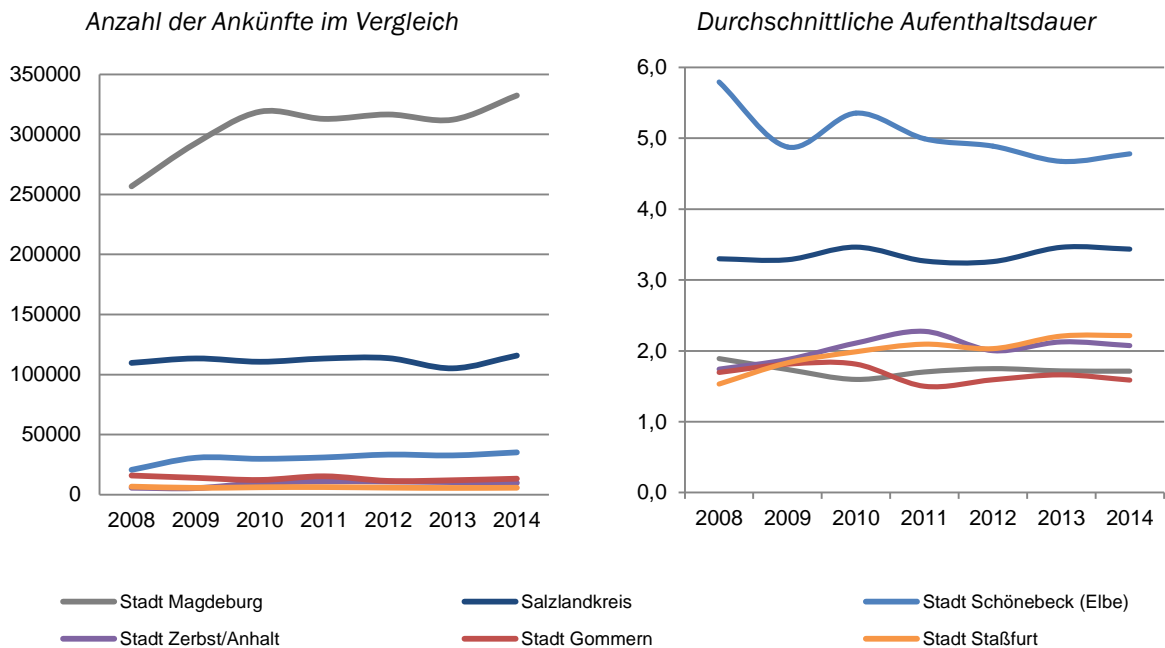 Anzahl der Ankünfte im Vergleich
350000
300000
250000
200000
150000
100000
50000
0
2008 2009 2010 2011 2012 2013 2014
Durchschnittliche Aufenthaltsdauer
6,0
5,0
4,0
3,0
2,0
1,0
0,0
2008 2009 2010 2011 2012 2013 2014
Stadt Magdeburg Salzlandkreis Stadt Schönebeck (Elbe)
Stadt Zerbst/Anhalt Stadt Gommern Stadt Staßfurt